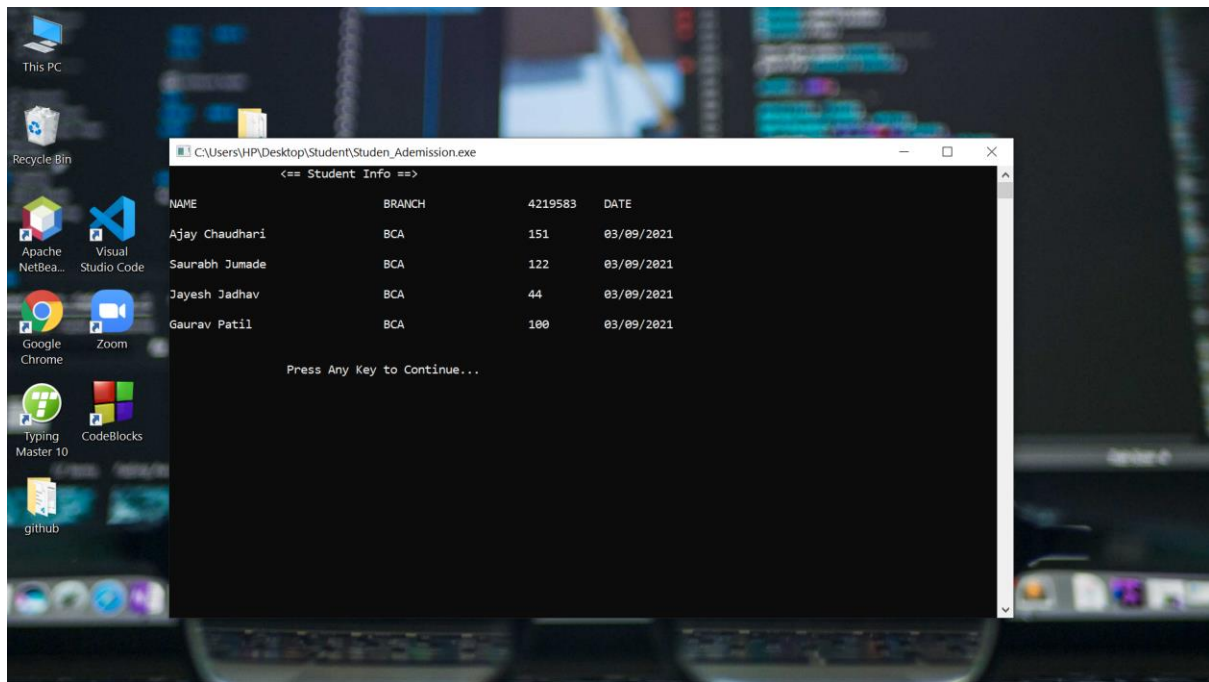 This PC
Recycle Bin
Apache
NetBea...
Visual
Studio Code
Google
Chrome
Zoom
Typing
Master 10
CodeBlocks
github
C:\Users\HP\Desktop\Student\Studen_Ademission.exe
<== Student Info ==>
NAME BRANCH 4219583 DATE
Ajay Chaudhari BCA 151 03/09/2021
Saurabh Jumade BCA 122 03/09/2021
Jayesh Jadhav BCA 44 03/09/2021
Gaurav Patil BCA 100 03/09/2021
Press Any Key to Continue...